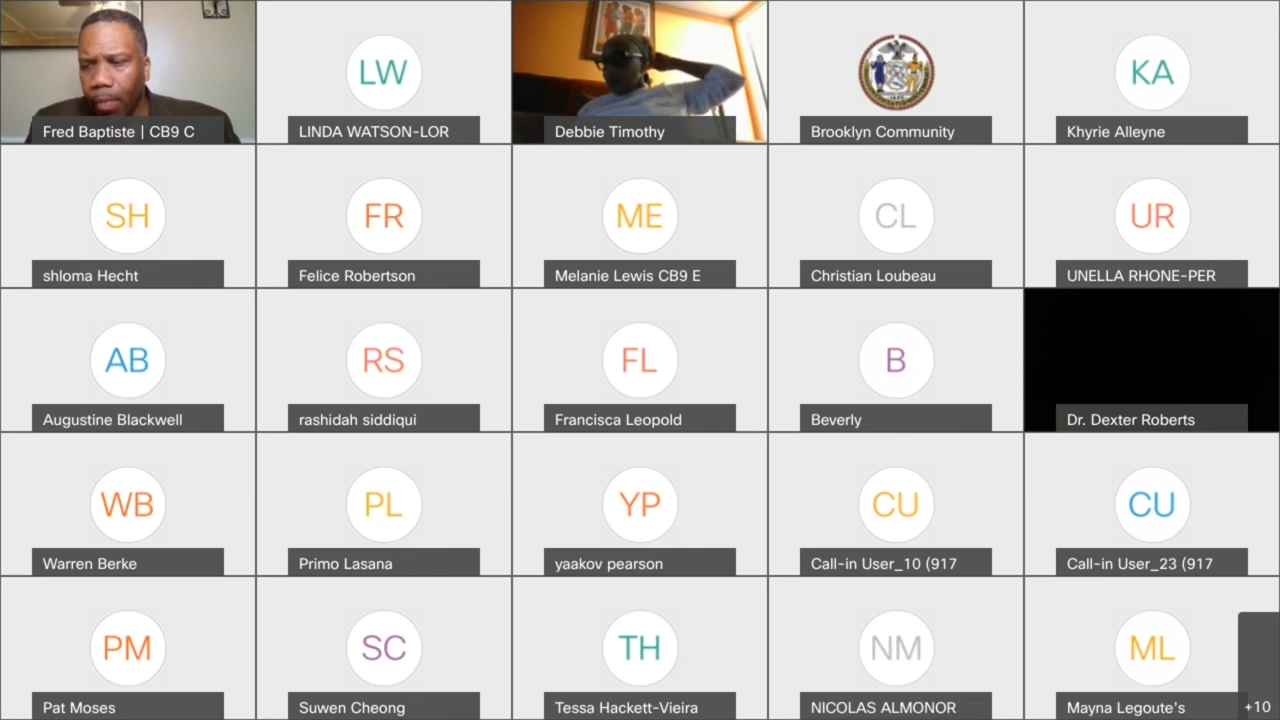 Fred Baptiste | CB9 C
LW
LINDA WATSON-LOR
Debbie Timothy
Brooklyn Community
KA
Khyrie Alleyne
SH
shloma Hecht
FR
Felice Robertson
ME
Melanie Lewis CB9 E
CL
Christian Loubeau
UR
UNELLA RHONE-PER
AB
Augustine Blackwell
RS
rashidah siddiqui
FL
Francisca Leopold
B
Beverly
Dr. Dexter Roberts
WB
Warren Berke
PL
Primo Lasana
YP
yaakov pearson
CU
Call-in User_10 (917
CU
Call-in User_23 (917
PM
Pat Moses
SC
Suwen Cheong
TH
Tessa Hackett-Vieira
NM
NICOLAS ALMONOR
ML
Mayna Legoute's
+10